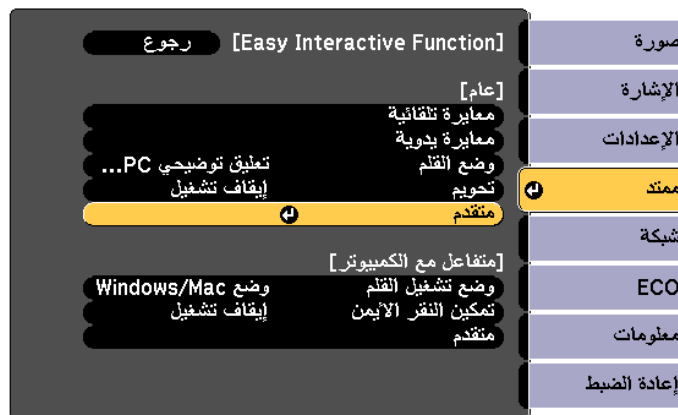 صورة
الإشارة
الإعدادات
ممتد
شبكة
ECO
معلومات
إعادة الضبط
[Easy Interactive Function] رجوع
[عام]
معايرة تلقائية
معايرة يدوية
وضع القلم تعليق توضيحي PC...
تحويم إيقاف تشغيل
متقدم
[متفاعل مع الكمبيوتر]
وضع تشغيل القلم وضع Windows/Mac
تمكين النقر الأيمن إيقاف تشغيل
متقدم